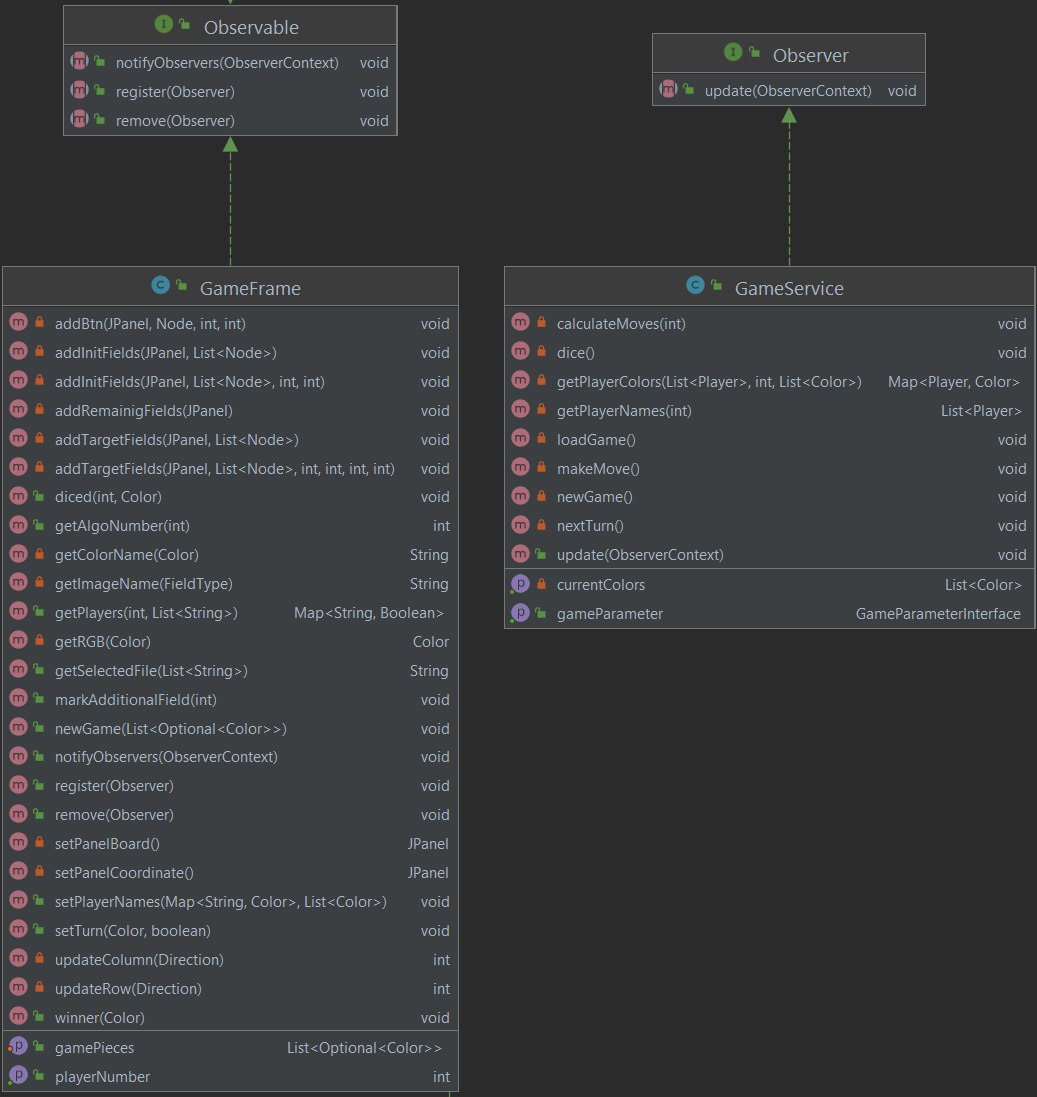 Observable
notifyObservers(ObserverContext) void
register(Observer) void
remove(Observer) void
Observer
update(ObserverContext) void
GameFrame
addBtn(JPanel, Node, int, int) void
addInitFields(JPanel, List<Node>) void
addInitFields(JPanel, List<Node>, int, int) void
addRemainigFields(JPanel) void
addTargetFields(JPanel, List<Node>) void
addTargetFields(JPanel, List<Node>, int, int, int, int) void
diced(int, Color) void
getAlgoNumber(int) int
getColorName(Color) String
getImageName(FieldType) String
getPlayers(int, List<String>) Map<String, Boolean>
getRGB(Color) Color
getSelectedFile(List<String>) String
markAdditionalField(int) void
newGame(List<Optional<Color>>) void
notifyObservers(ObserverContext) void
register(Observer) void
remove(Observer) void
setPanelBoard() JPanel
setPanelCoordinate() JPanel
setPlayerNames(Map<String, Color>, List<Color>) void
setTurn(Color, boolean) void
updateColumn(Direction) int
updateRow(Direction) int
winner(Color) void
gamePieces List<Optional<Color>>
playerNumber int
GameService
calculateMoves(int) void
dice() void
getPlayerColors(List<Player>, int, List<Color>) Map<Player, Color>
getPlayerNames(int) List<Player>
loadGame() void
makeMove() void
newGame() void
nextTurn() void
update(ObserverContext) void
currentColors List<Color>
gameParameter GameParameterInterface